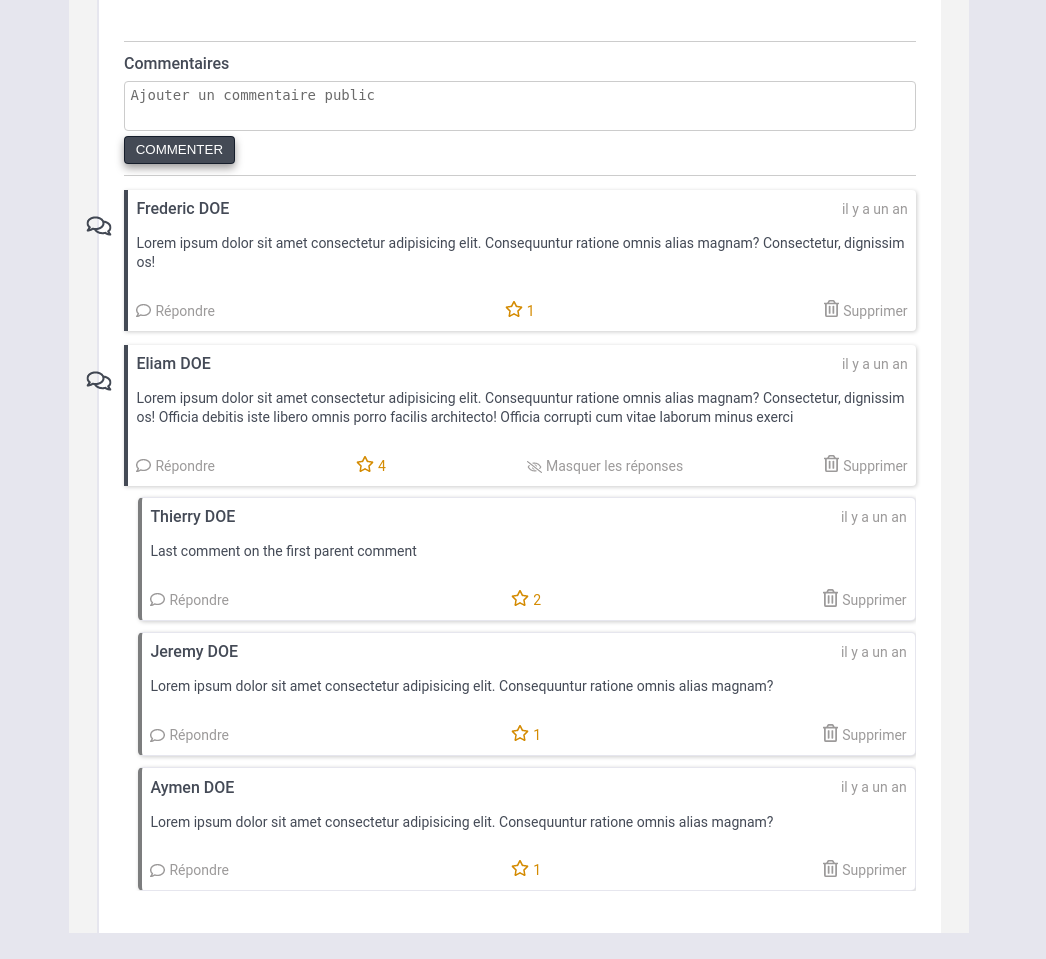 Commentaires
Ajouter un commentaire public
COMMENTER
Frederic DOE il y a un an
Lorem ipsum dolor sit amet consectetur adipisicing elit. Consequuntur ratione omnis alias magnam? Consectetur, dignissim
os!
Répondre 1 Supprimer
Eliam DOE il y a un an
Lorem ipsum dolor sit amet consectetur adipisicing elit. Consequuntur ratione omnis alias magnam? Consectetur, dignissim
os! Officia debitis iste libero omnis porro facilis architecto! Officia corrupti cum vitae laborum minus exerci
Répondre 4 Masquer les réponses Supprimer
Thierry DOE il y a un an
Last comment on the first parent comment
Répondre 2 Supprimer
Jeremy DOE il y a un an
Lorem ipsum dolor sit amet consectetur adipisicing elit. Consequuntur ratione omnis alias magnam?
Répondre 1 Supprimer
Aymen DOE il y a un an
Lorem ipsum dolor sit amet consectetur adipisicing elit. Consequuntur ratione omnis alias magnam?
Répondre 1 Supprimer